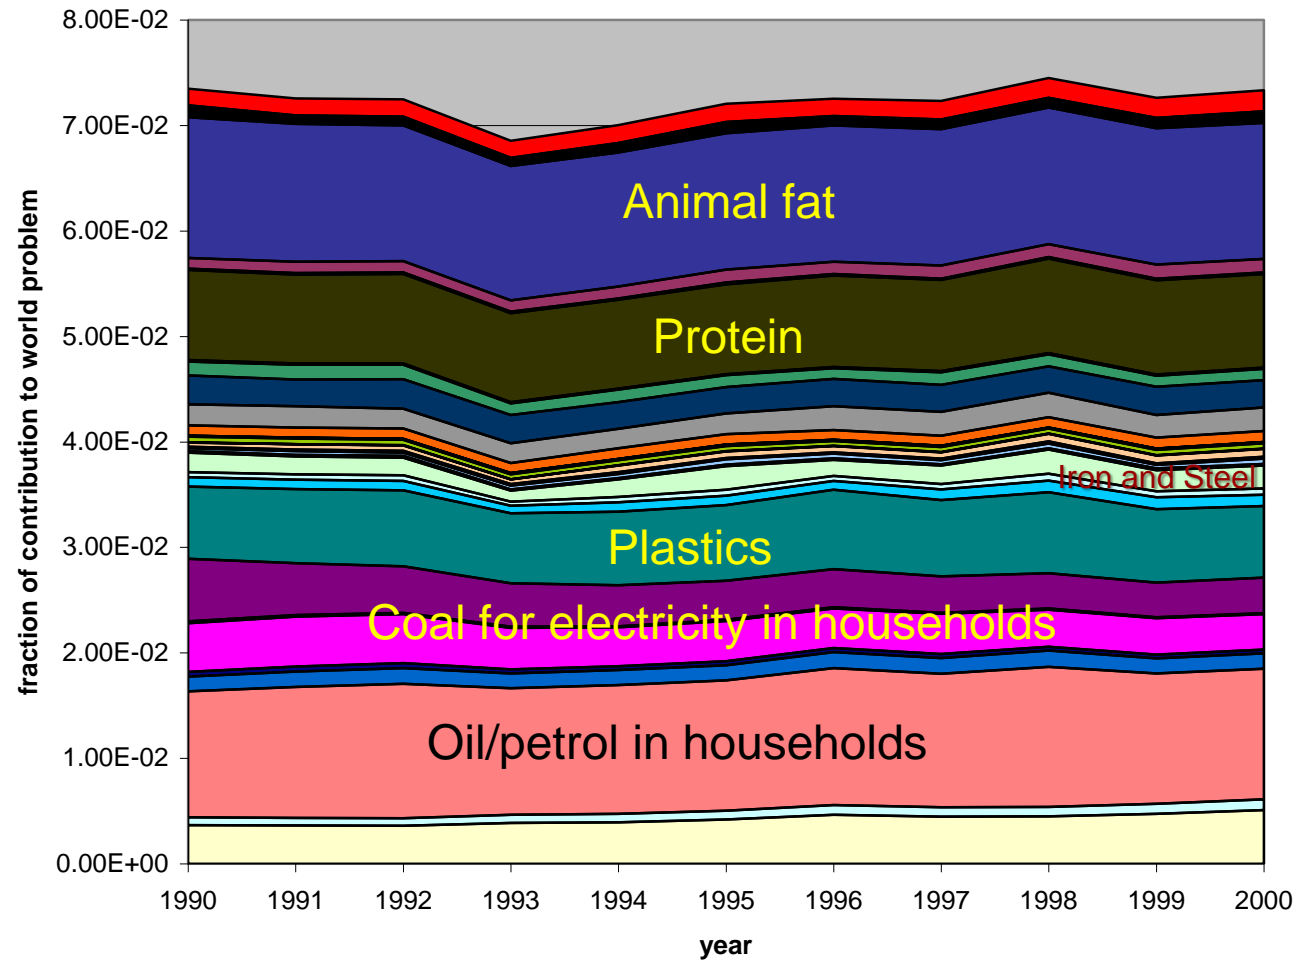 8.00E-02
7.00E-02
6.00E-02
5.00E-02
4.00E-02
3.00E-02
2.00E-02
1.00E-02
0.00E+00
fraction of contribution to world problem
Animal fat
Protein
Iron and Steel
Plastics
Coal for electricity in households
Oil/petrol in households
1990 1991 1992 1993 1994 1995 1996 1997 1998 1999 2000
year